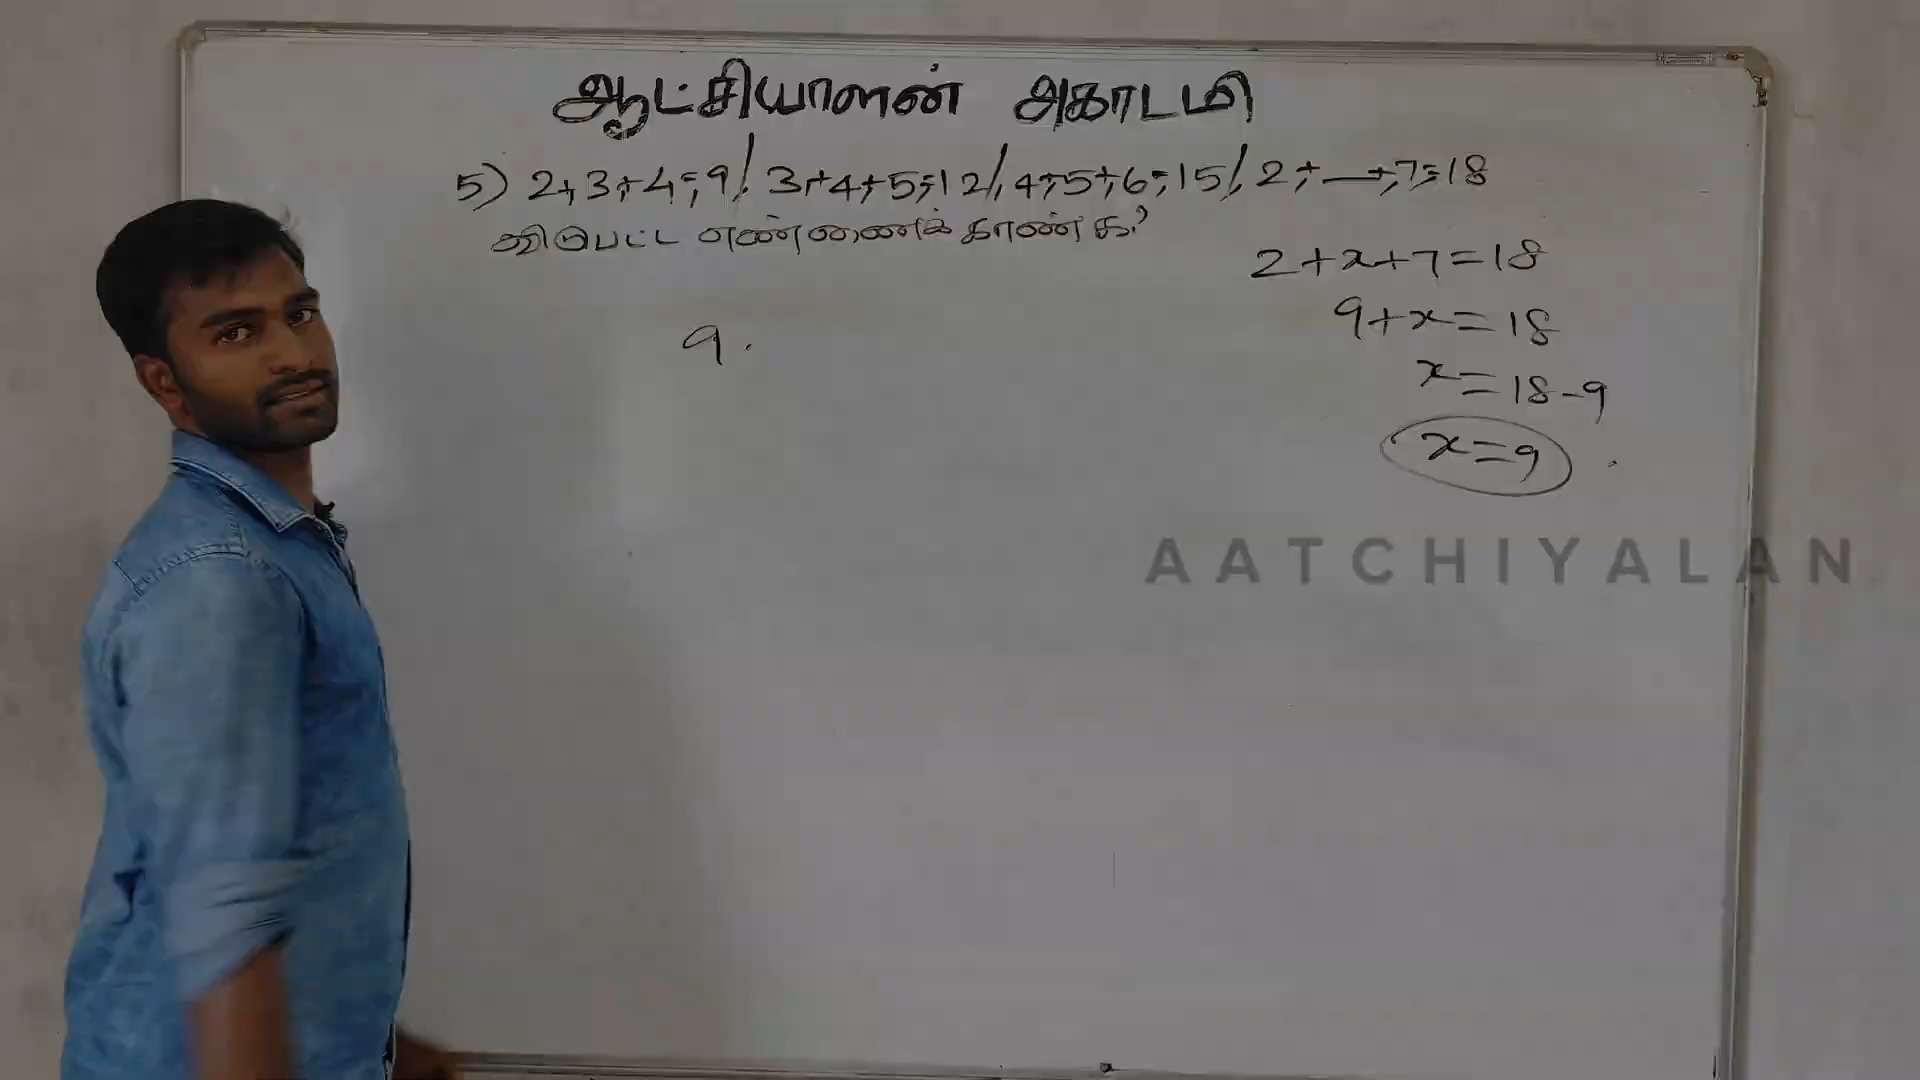 ஆட்சியாளன் அகாடமி
5) 2+3+4=9/ 3+4+5=12/ 4+5+6=15/ 2+__+7=18
விடுபட்ட எண்ணைக் காண்க?
2+x+7=18
9+x=18
9.
x=18-9
x=9
AATCHIYALAN